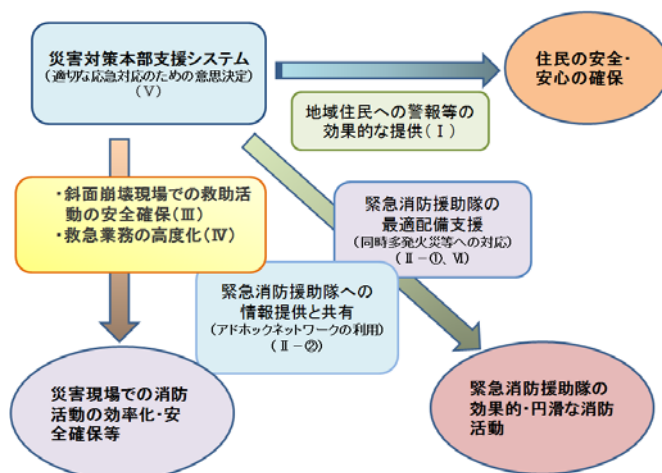 災害対策本部支援システム
(適切な応急対応のための意思決定)
(Ⅴ)
住民の安全・
安心の確保
地域住民への警報等の
効果的な提供(Ⅰ)
・斜面崩壊現場での救助活
動の安全確保(Ⅲ)
・救急業務の高度化(Ⅳ)
緊急消防援助隊の
最適配備支援
(同時多発火災等への対応)
(Ⅱ－①、Ⅵ)
緊急消防援助隊への
情報提供と共有
(アドホックネットワークの利用)
(Ⅱ－②)
災害現場での消防
活動の効率化・安
全確保等
緊急消防援助隊の
効果的・円滑な消防
活動